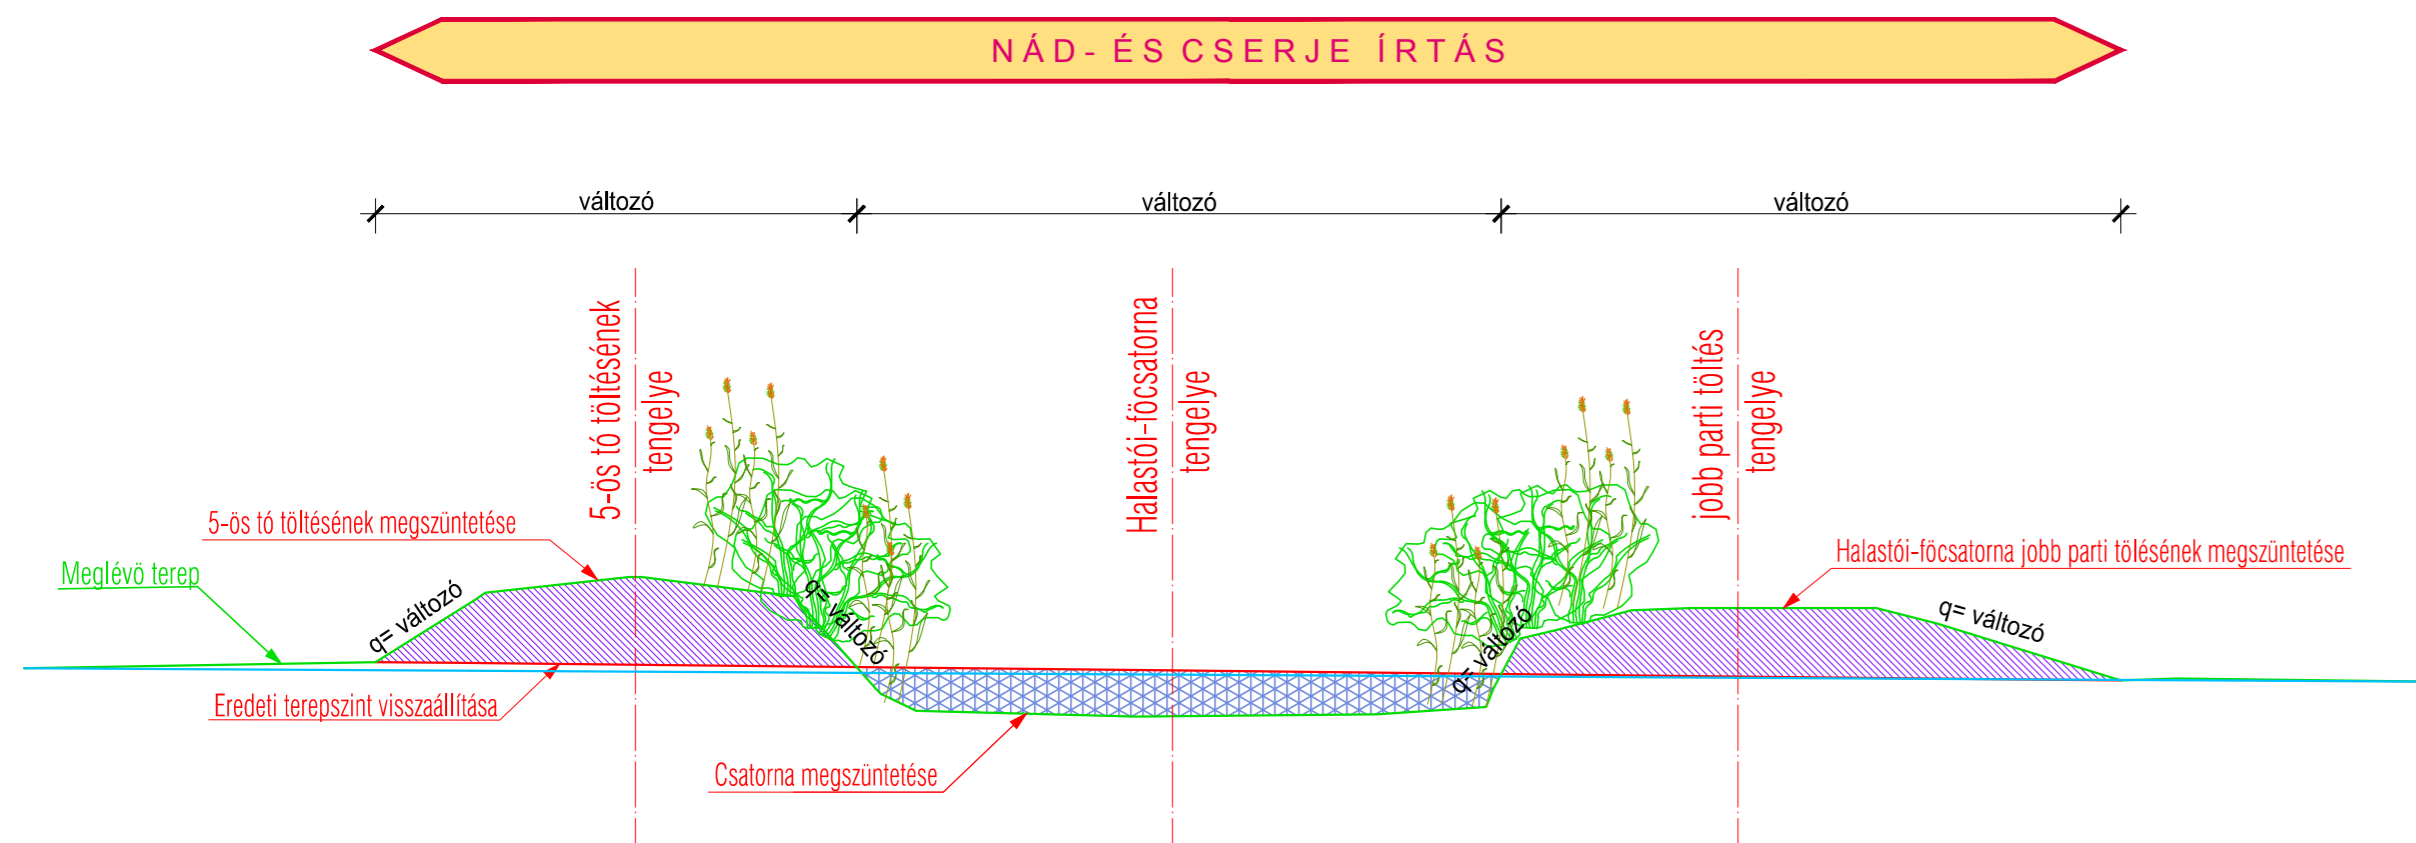 NÁD- ÉS CSERJE ÍRTÁS
változó
változó
változó
5-ös tó töltésének
tengelye
Halastói-föcsatorna
tengelye
jobb parti töltés
tengelye
5-ös tó töltésének megszüntetése
Halastói-föcsatorna jobb parti tölésének megszüntetése
Meglévö terep
q= változó
q= változó
q= változó
q= változó
Eredeti terepszint visszaállítása
Csatorna megszüntetése